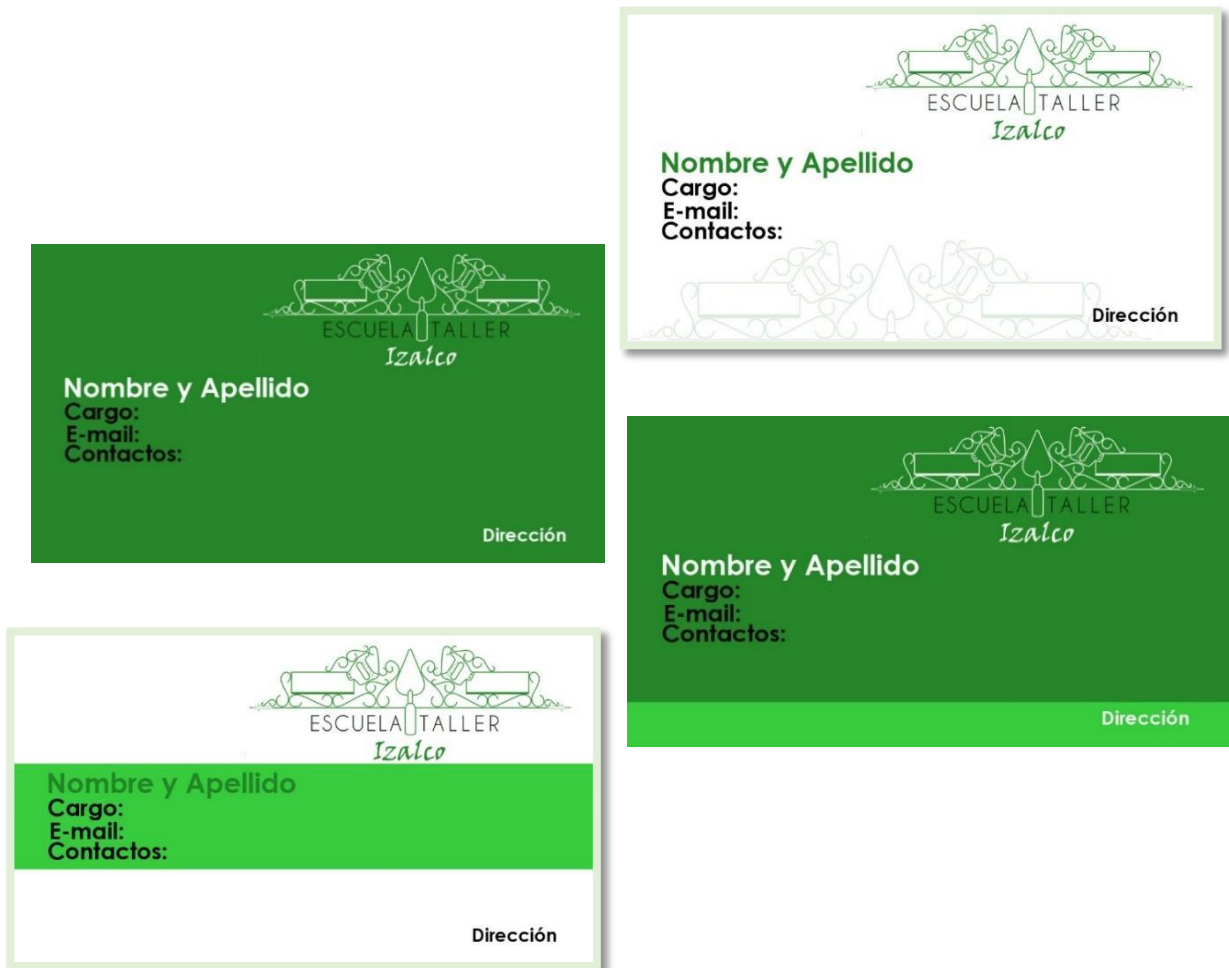 ESCUELA TALLER
Izalco
Nombre y Apellido
Cargo:
E-mail:
Contactos:
Dirección
ESCUELA TALLER
Izalco
Nombre y Apellido
Cargo:
E-mail:
Contactos:
Dirección
ESCUELA TALLER
Izalco
Nombre y Apellido
Cargo:
E-mail:
Contactos:
Dirección
ESCUELA TALLER
Izalco
Nombre y Apellido
Cargo:
E-mail:
Contactos:
Dirección